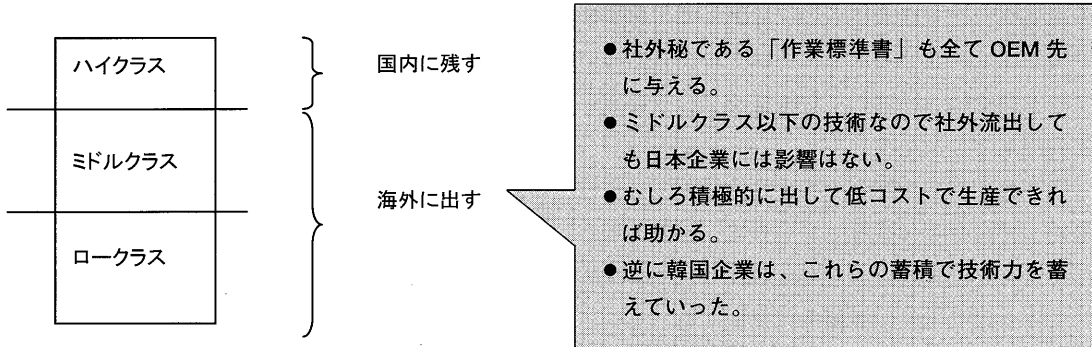 ハイクラス
国内に残す
ミドルクラス
海外に出す
ロークラス
●社外秘である「作業標準書」も全て OEM 先
に与える。
●ミドルクラス以下の技術なので社外流出して
も日本企業には影響はない。
●むしろ積極的に出して低コストで生産できれ
ば助かる。
●逆に韓国企業は、これらの蓄積で技術力を蓄
えていった。